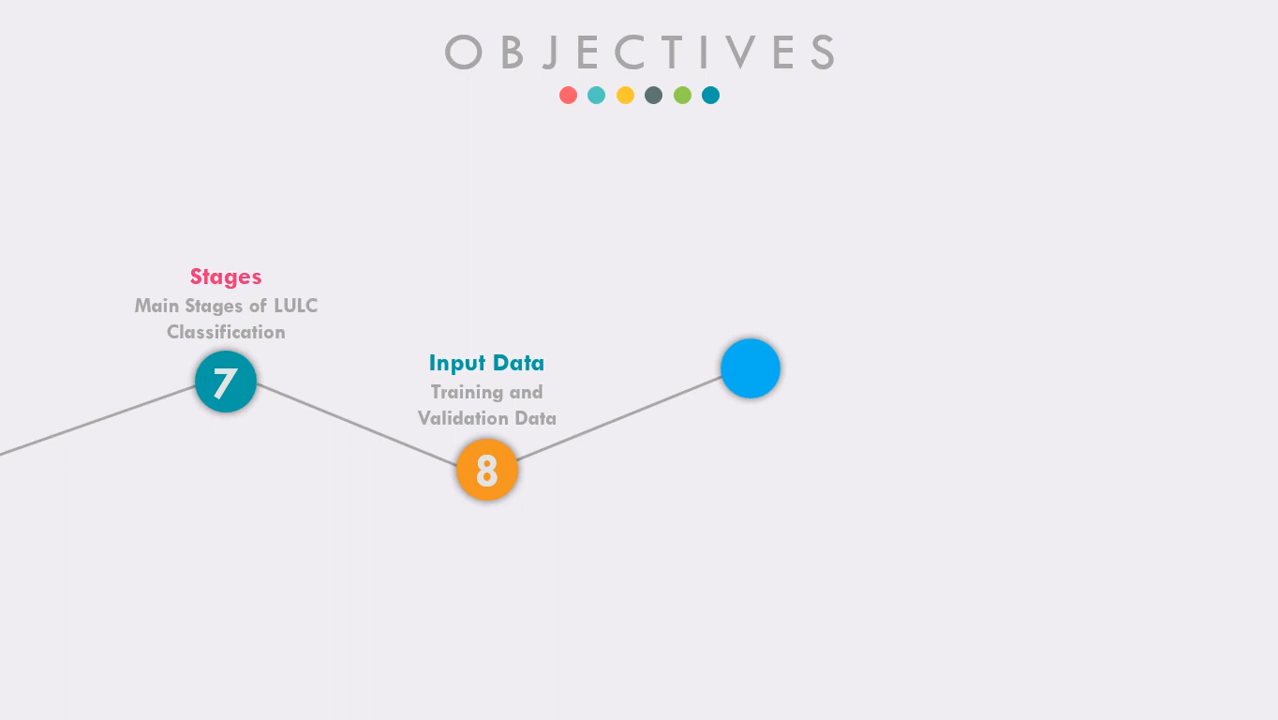 OBJECTIVES
Stages
Main Stages of LULC
Classification
7
Input Data
Training and
Validation Data
8